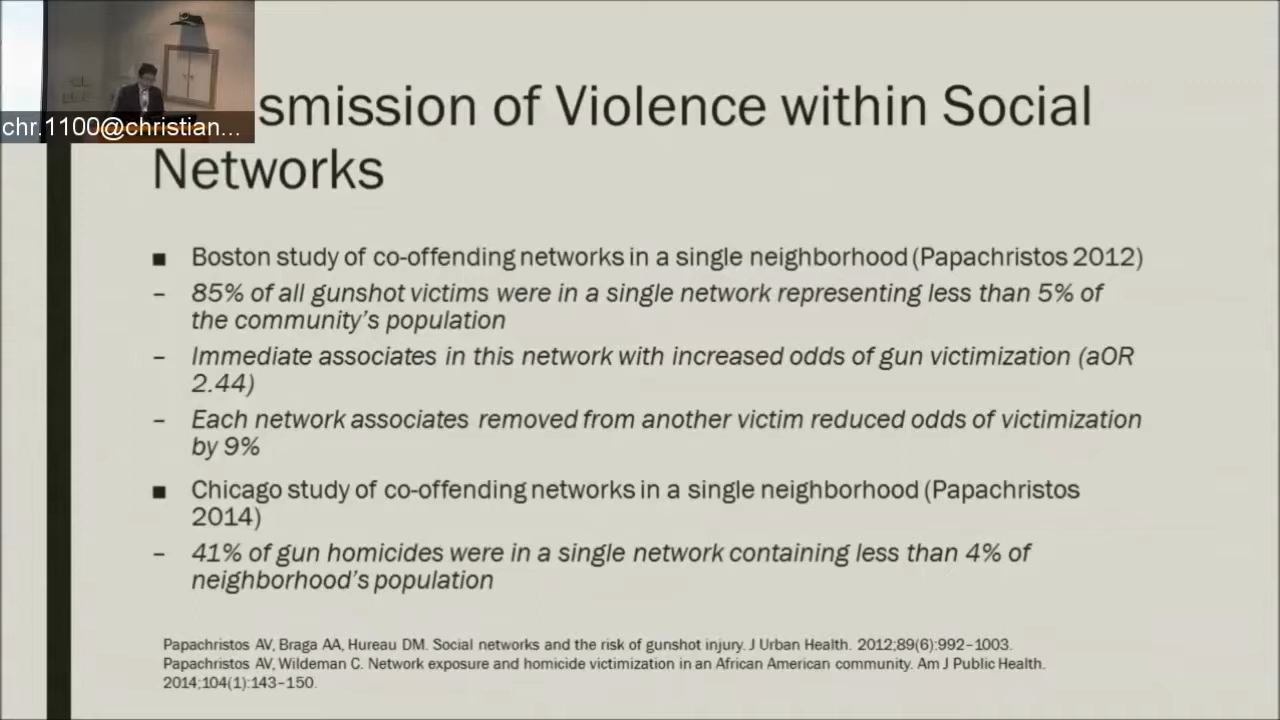 chr.1100@christian...
smission of Violence within Social
Networks
■ Boston study of co-offending networks in a single neighborhood (Papachristos 2012)
– 85% of all gunshot victims were in a single network representing less than 5% of
the community's population
– Immediate associates in this network with increased odds of gun victimization (aOR
2.44)
– Each network associates removed from another victim reduced odds of victimization
by 9%
■ Chicago study of co-offending networks in a single neighborhood (Papachristos
2014)
– 41% of gun homicides were in a single network containing less than 4% of
neighborhood's population
Papachristos AV, Braga AA, Hureau DM. Social networks and the risk of gunshot injury. J Urban Health. 2012;89(6):992–1003.
Papachristos AV, Wildeman C. Network exposure and homicide victimization in an African American community. Am J Public Health.
2014;104(1):143–150.